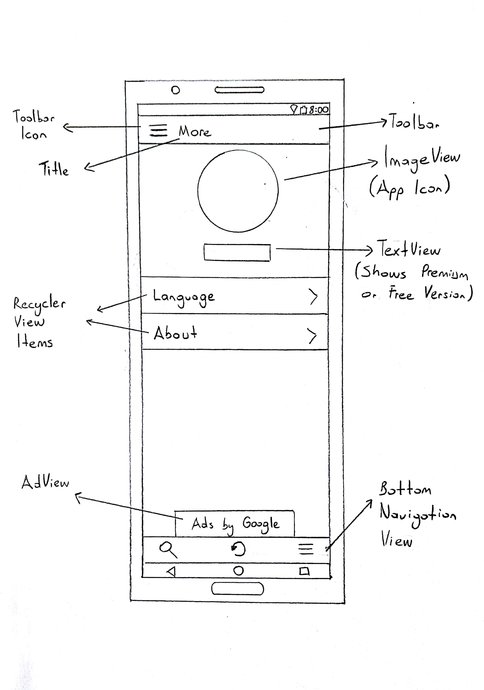 8:00
Toolbar
Icon
More
Toolbar
Title
ImageView
(App Icon)
TextView
(Shows Premium
or Free Version)
Language
Recycler
View
Items
About
AdView
Ads by Google
Bottom
Navigation
View